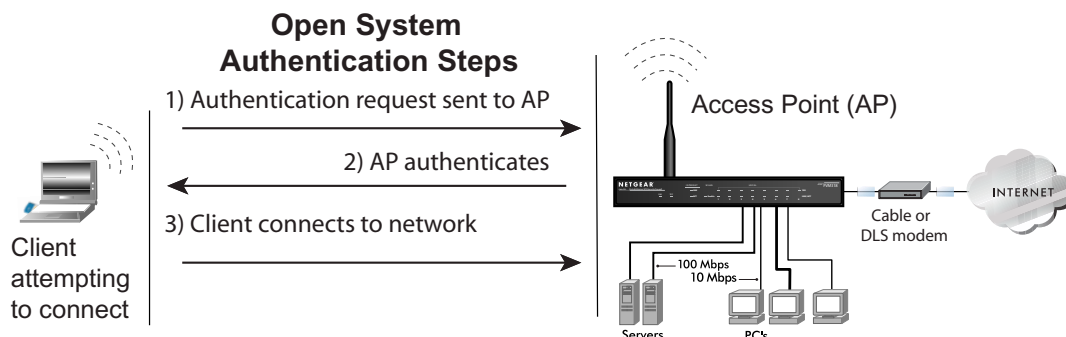 Open System
Authentication Steps
1) Authentication request sent to AP
2) AP authenticates
3) Client connects to network
Client
attempting
to connect
Access Point (AP)
NETGEAR
INTERNET
Cable or
DLS modem
100 Mbps
10 Mbps
Servers
PC's